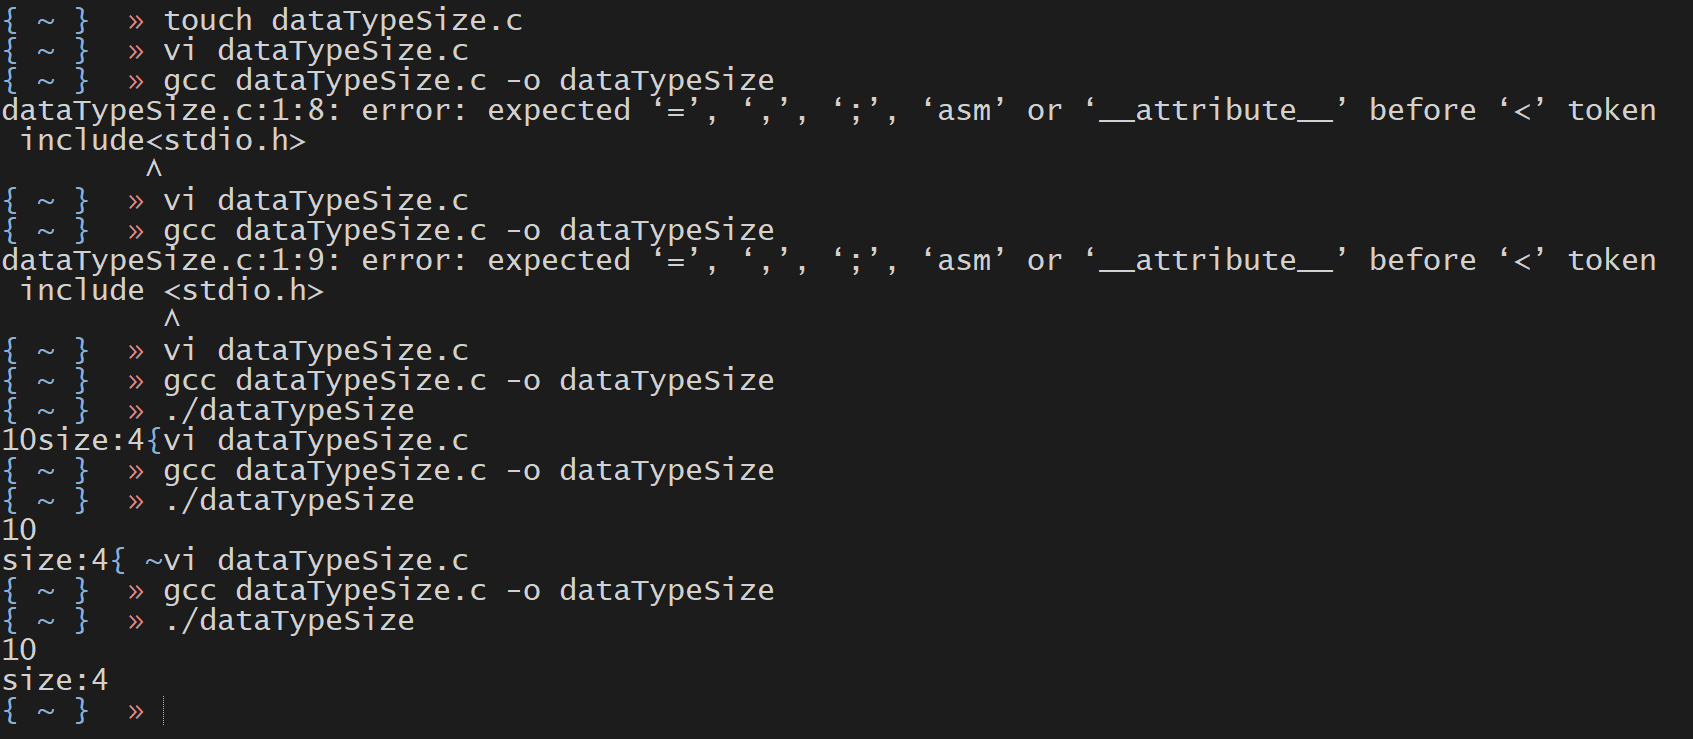 { ~ }  » touch dataTypeSize.c
{ ~ }  » vi dataTypeSize.c
{ ~ }  » gcc dataTypeSize.c -o dataTypeSize
dataTypeSize.c:1:8: error: expected ‘=’, ‘,’, ‘;’, ‘asm’ or ‘__attribute__’ before ‘<’ token
 include<stdio.h>
        ^
{ ~ }  » vi dataTypeSize.c
{ ~ }  » gcc dataTypeSize.c -o dataTypeSize
dataTypeSize.c:1:9: error: expected ‘=’, ‘,’, ‘;’, ‘asm’ or ‘__attribute__’ before ‘<’ token
 include <stdio.h>
         ^
{ ~ }  » vi dataTypeSize.c
{ ~ }  » gcc dataTypeSize.c -o dataTypeSize
{ ~ }  » ./dataTypeSize
10size:4{vi dataTypeSize.c
{ ~ }  » gcc dataTypeSize.c -o dataTypeSize
{ ~ }  » ./dataTypeSize
10
size:4{ ~vi dataTypeSize.c
{ ~ }  » gcc dataTypeSize.c -o dataTypeSize
{ ~ }  » ./dataTypeSize
10
size:4
{ ~ }  »